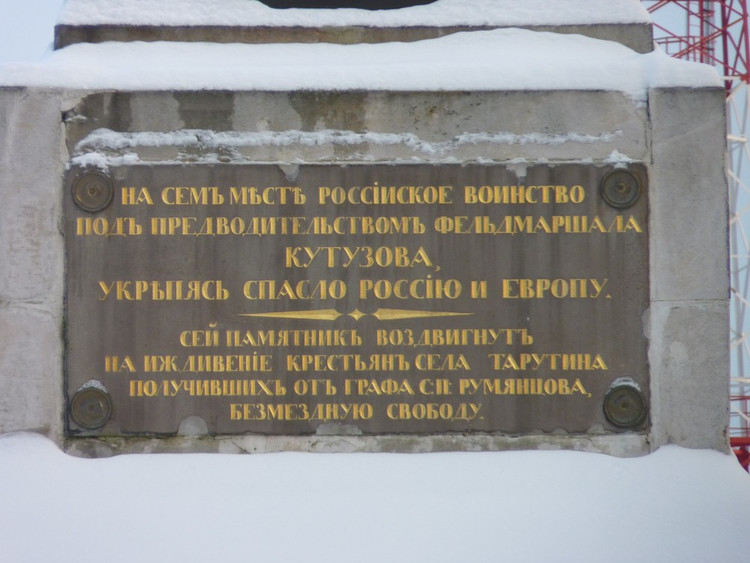 НА СЕМЪ МѢСТѢ РОССІИСКОЕ ВОИНСТВО
ПОДЪ ПРЕДВОДИТЕЛЬСТВОМЪ ФЕЛЬДМАРШАЛА
КУТУЗОВА,
УКРѢПЯСЬ СПАСЛО РОССІЮ И ЕВРОПУ.
СЕЙ ПАМЯТНИКЪ ВОЗДВИГНУТЪ
НА ИЖДИВЕНІЕ КРЕСТЬЯНЪ СЕЛА ТАРУТИНА
ПОЛУЧИВШИХЪ ОТЪ ГРАФА С.П. РУМЯНЦОВА,
БЕЗМЕЗДНУЮ СВОБОДУ.